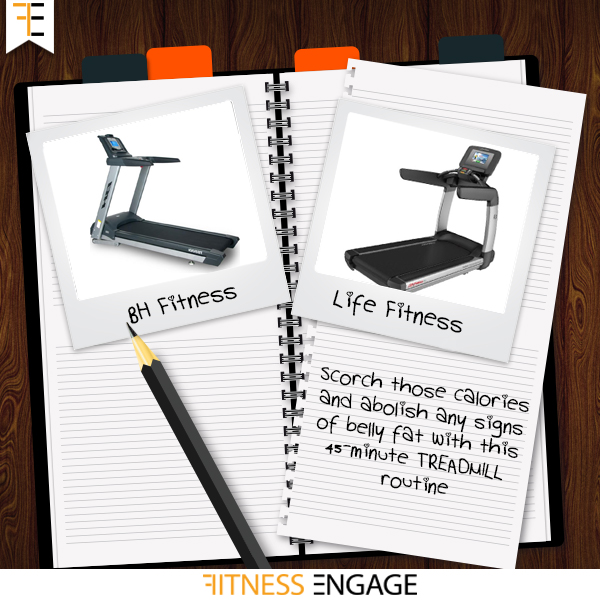 FE
BH Fitness
Life Fitness
Scorch those calories
and abolish any signs
of belly fat with this
45-minute TREADMILL
routine
FITNESS ENGAGE